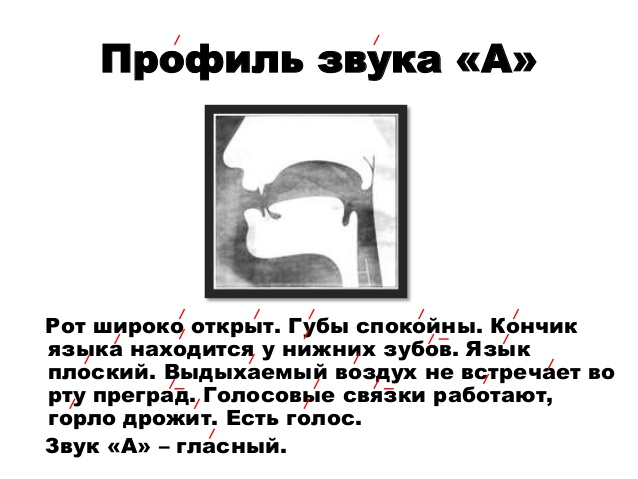 Профиль звука «А»
Рот широко открыт. Губы спокойны. Кончик
языка находится у нижних зубов. Язык
плоский. Выдыхаемый воздух не встречает во
рту преград. Голосовые связки работают,
горло дрожит. Есть голос.
Звук «А» – гласный.